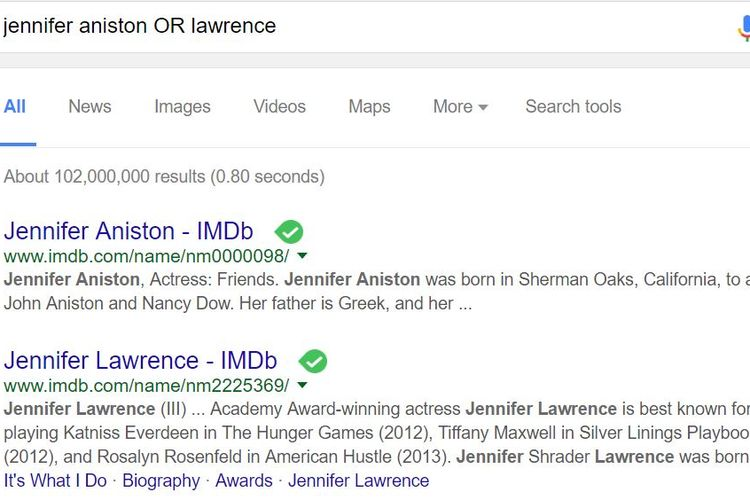 jennifer aniston OR lawrence
All News Images Videos Maps More Search tools
About 102,000,000 results (0.80 seconds)
Jennifer Aniston - IMDb
www.imdb.com/name/nm0000098/
Jennifer Aniston, Actress: Friends. Jennifer Aniston was born in Sherman Oaks, California, to
John Aniston and Nancy Dow. Her father is Greek, and her ...
Jennifer Lawrence - IMDb
www.imdb.com/name/nm2225369/
Jennifer Lawrence (III) ... Academy Award-winning actress Jennifer Lawrence is best known for
playing Katniss Everdeen in The Hunger Games (2012), Tiffany Maxwell in Silver Linings Playboo
(2012), and Rosalyn Rosenfeld in American Hustle (2013). Jennifer Shrader Lawrence was born
It's What I Do · Biography · Awards · Jennifer Lawrence